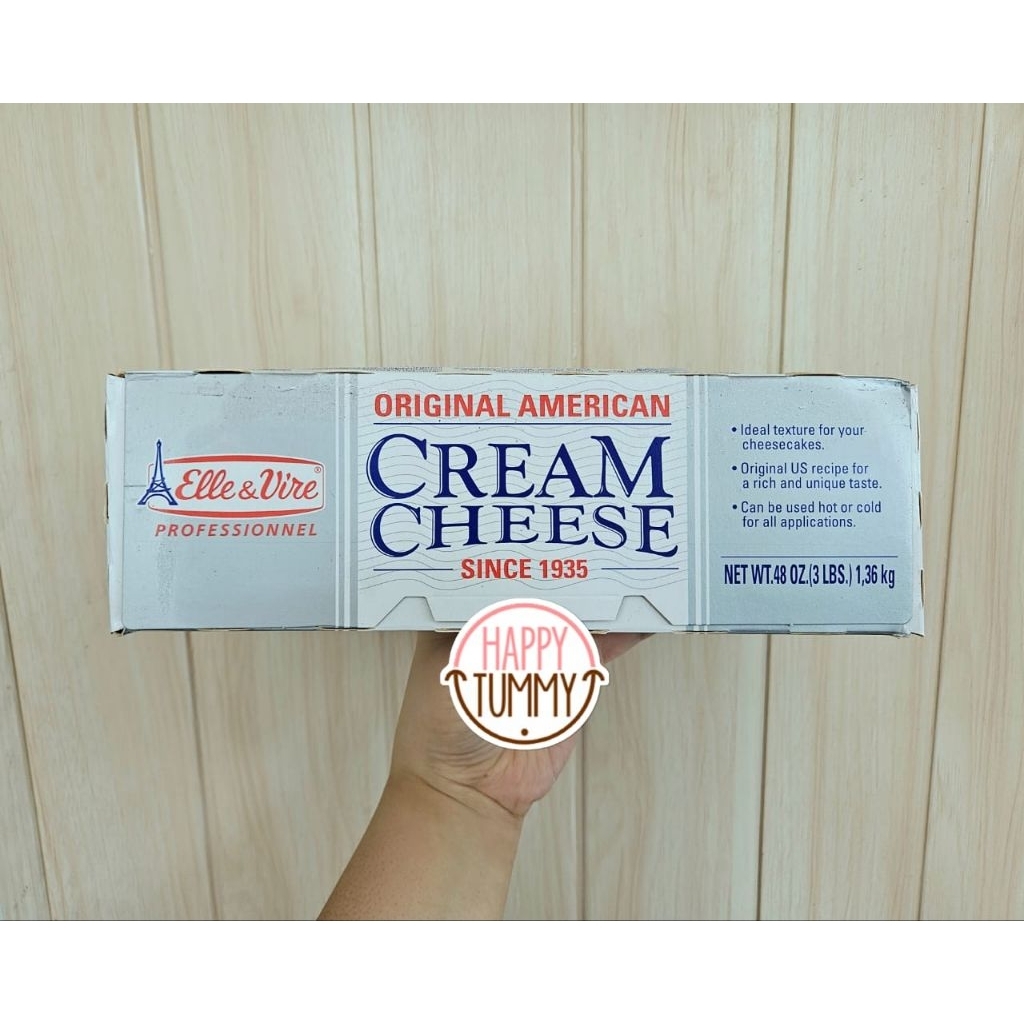 Elle & Vire®
PROFESSIONNEL
ORIGINAL AMERICAN
CREAM
CHEESE
SINCE 1935
• Ideal texture for your
cheesecakes.
• Original US recipe for
a rich and unique taste.
• Can be used hot or cold
for all applications.
NET WT.48 OZ.(3 LBS.) 1,36 kg
HAPPY
TUMMY